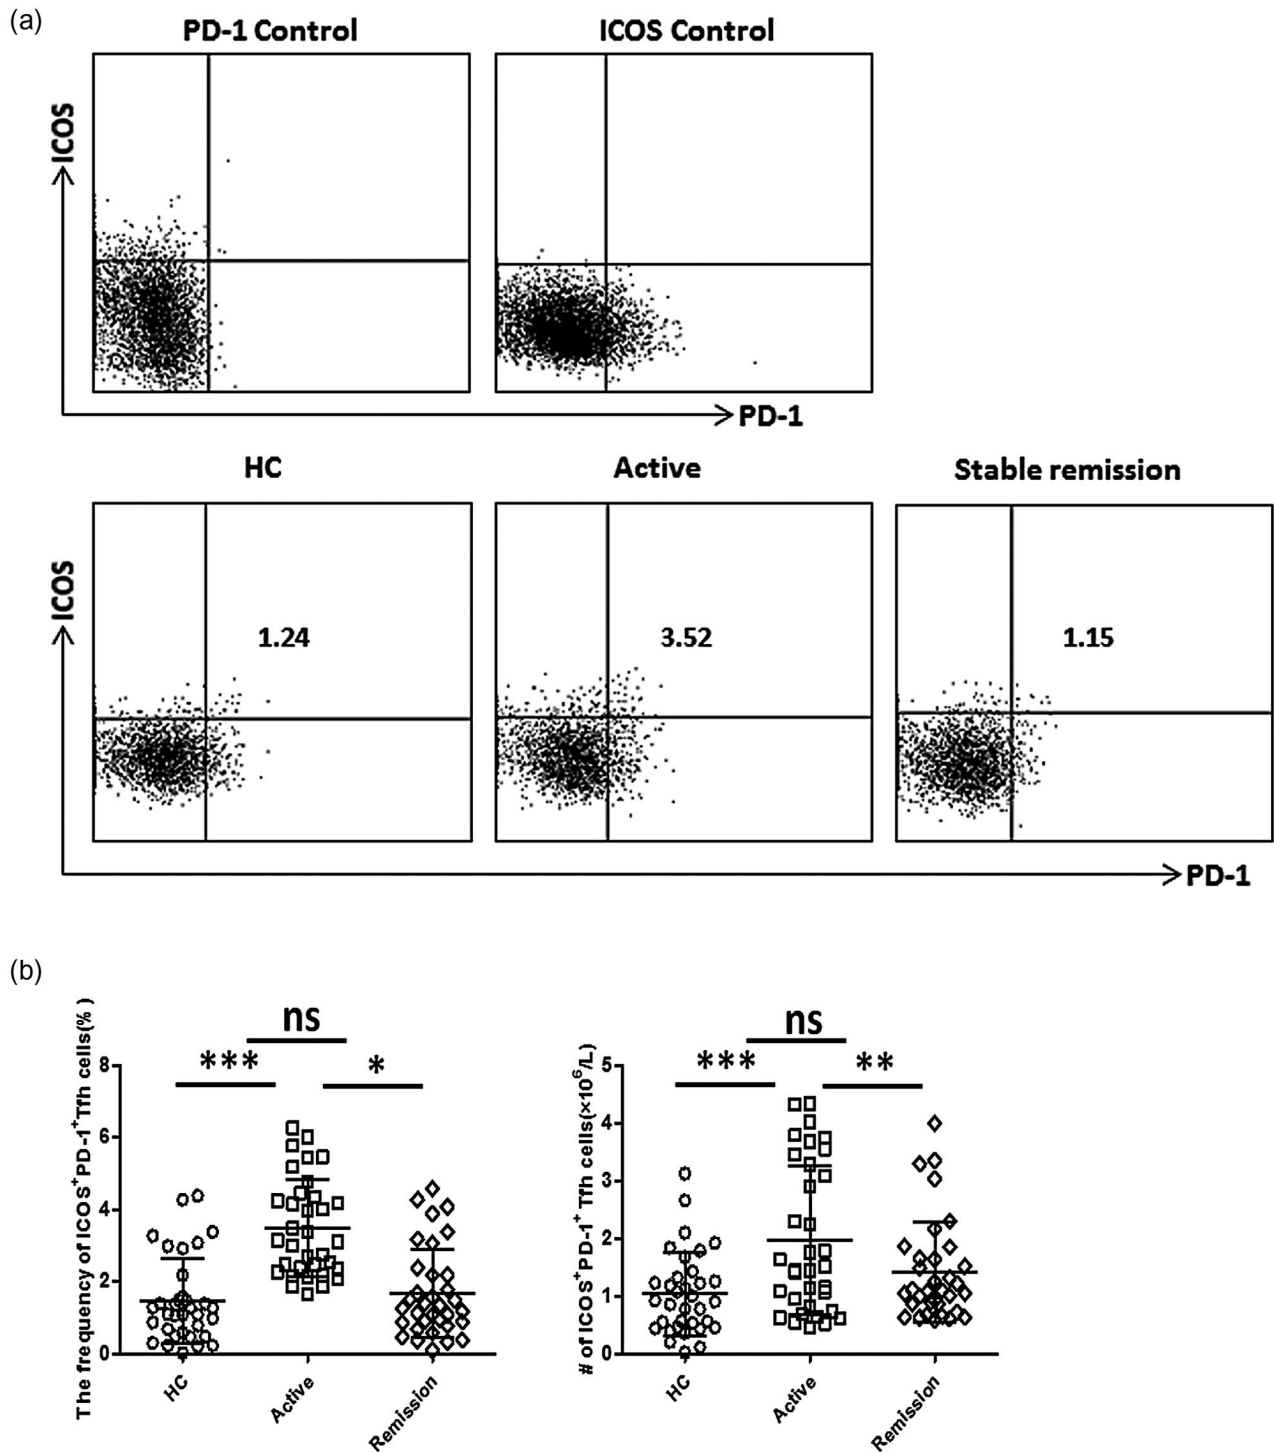 (a)
PD-1 Control
ICOS Control
ICOS
PD-1
HC
Active
Stable remission
ICOS
1.24
3.52
1.15
PD-1
(b)
The frequency of ICOS⁺PD-1⁺Tfh cells(%)
ns
***
*
8
6
4
2
0
HC
Active
Remission
# of ICOS⁺PD-1⁺ Tfh cells(×10⁶/L)
ns
***
**
5
4
3
2
1
0
HC
Active
Remission